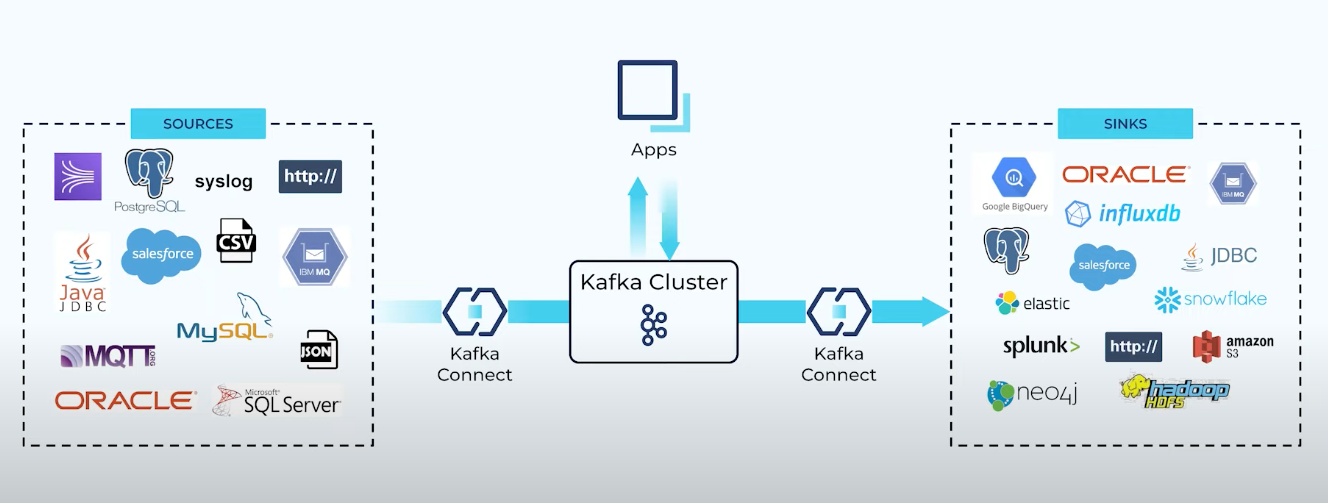 SOURCES
PostgreSQL
syslog
http://
Java
JDBC
salesforce
CSV
IBM MQ
MySQL
MQTT.ORG
JSON
ORACLE
Microsoft
SQL Server
Apps
Kafka Cluster
Kafka
Connect
Kafka
Connect
SINKS
Google BigQuery
ORACLE
IBM MQ
influxdb
salesforce
JDBC
elastic
snowflake
splunk>
http://
amazon
S3
neo4j
hadoop
HDFS